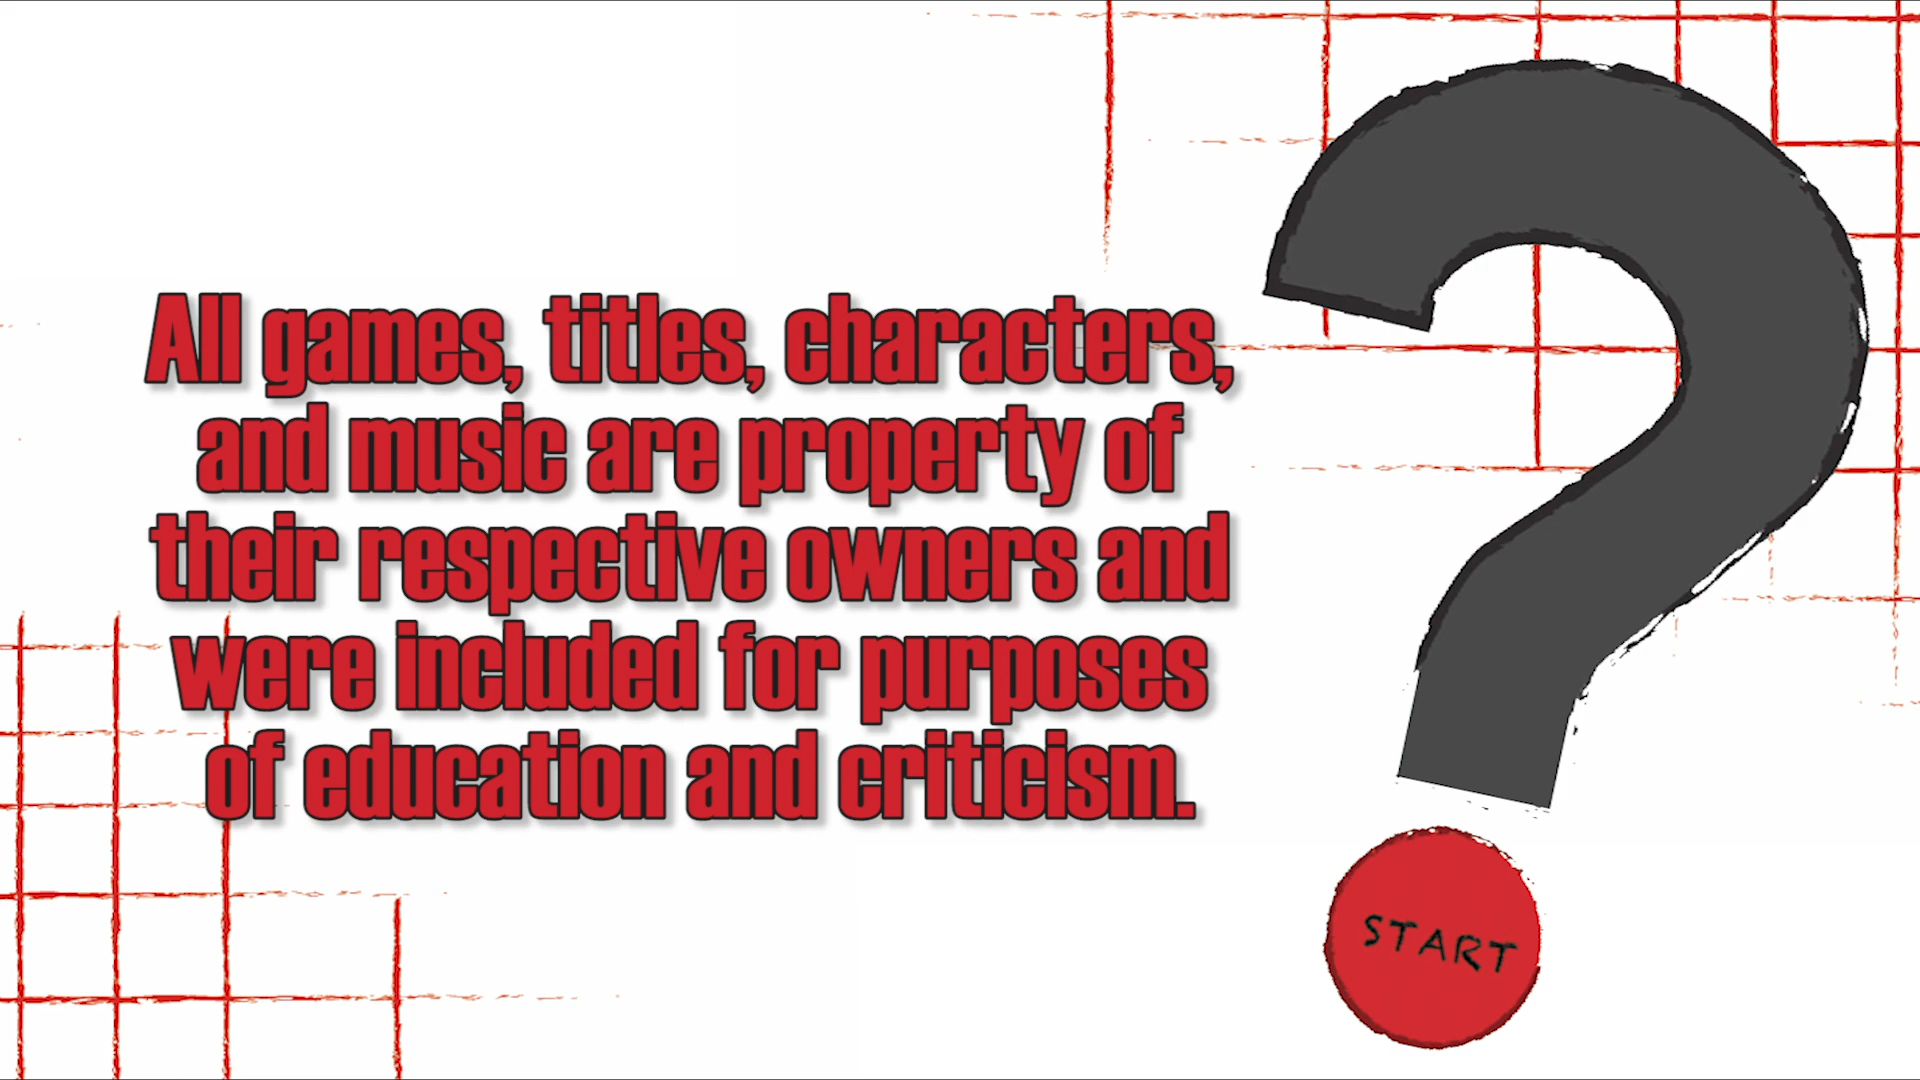 All games, titles, characters,
and music are property of
their respective owners and
were included for purposes
of education and criticism.
START